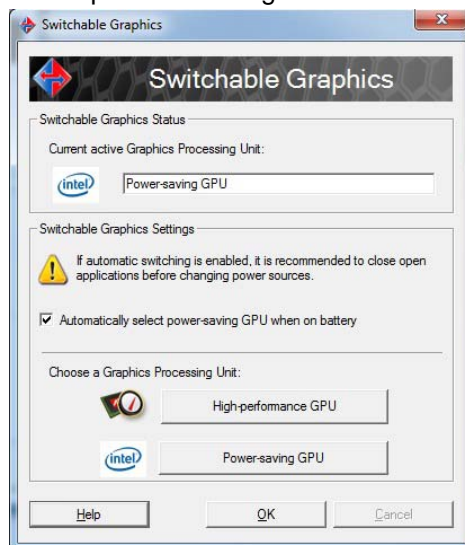 Switchable Graphics
Switchable Graphics
Switchable Graphics Status
Current active Graphics Processing Unit:
intel
Power-saving GPU
Switchable Graphics Settings
If automatic switching is enabled, it is recommended to close open
applications before changing power sources.
Automatically select power-saving GPU when on battery
Choose a Graphics Processing Unit:
High-performance GPU
intel
Power-saving GPU
Help
OK
Cancel